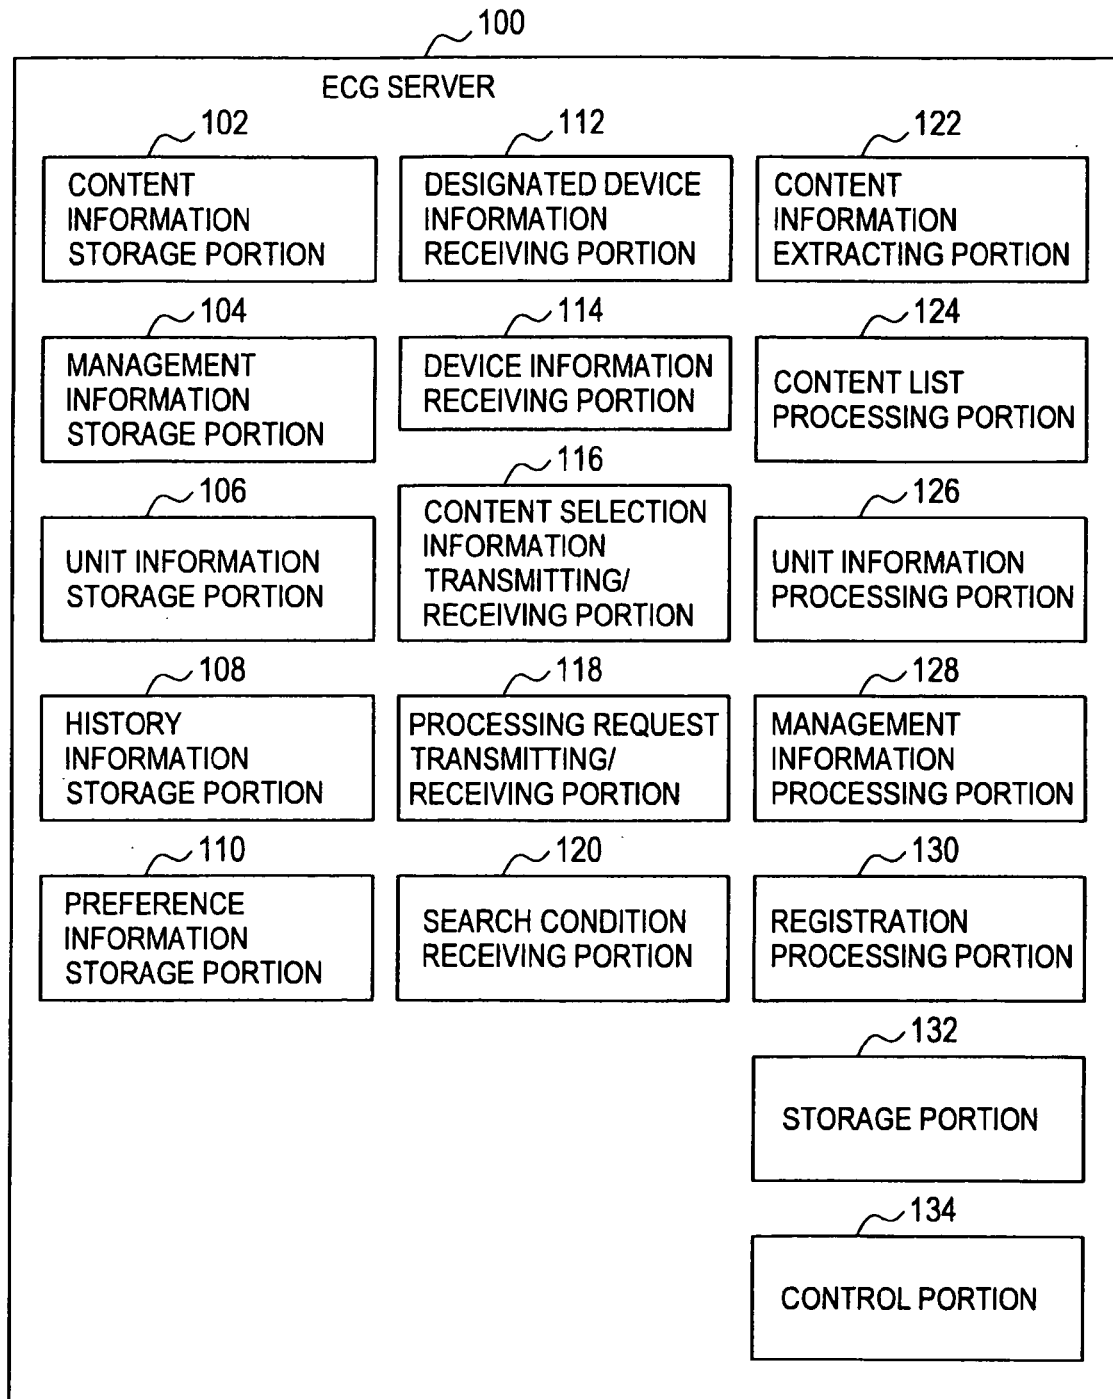 100
ECG SERVER
102
CONTENT
INFORMATION
STORAGE PORTION
104
MANAGEMENT
INFORMATION
STORAGE PORTION
106
UNIT INFORMATION
STORAGE PORTION
108
HISTORY
INFORMATION
STORAGE PORTION
110
PREFERENCE
INFORMATION
STORAGE PORTION
112
DESIGNATED DEVICE
INFORMATION
RECEIVING PORTION
114
DEVICE INFORMATION
RECEIVING PORTION
116
CONTENT SELECTION
INFORMATION
TRANSMITTING/
RECEIVING PORTION
118
PROCESSING REQUEST
TRANSMITTING/
RECEIVING PORTION
120
SEARCH CONDITION
RECEIVING PORTION
122
CONTENT
INFORMATION
EXTRACTING PORTION
124
CONTENT LIST
PROCESSING PORTION
126
UNIT INFORMATION
PROCESSING PORTION
128
MANAGEMENT
INFORMATION
PROCESSING PORTION
130
REGISTRATION
PROCESSING PORTION
132
STORAGE PORTION
134
CONTROL PORTION